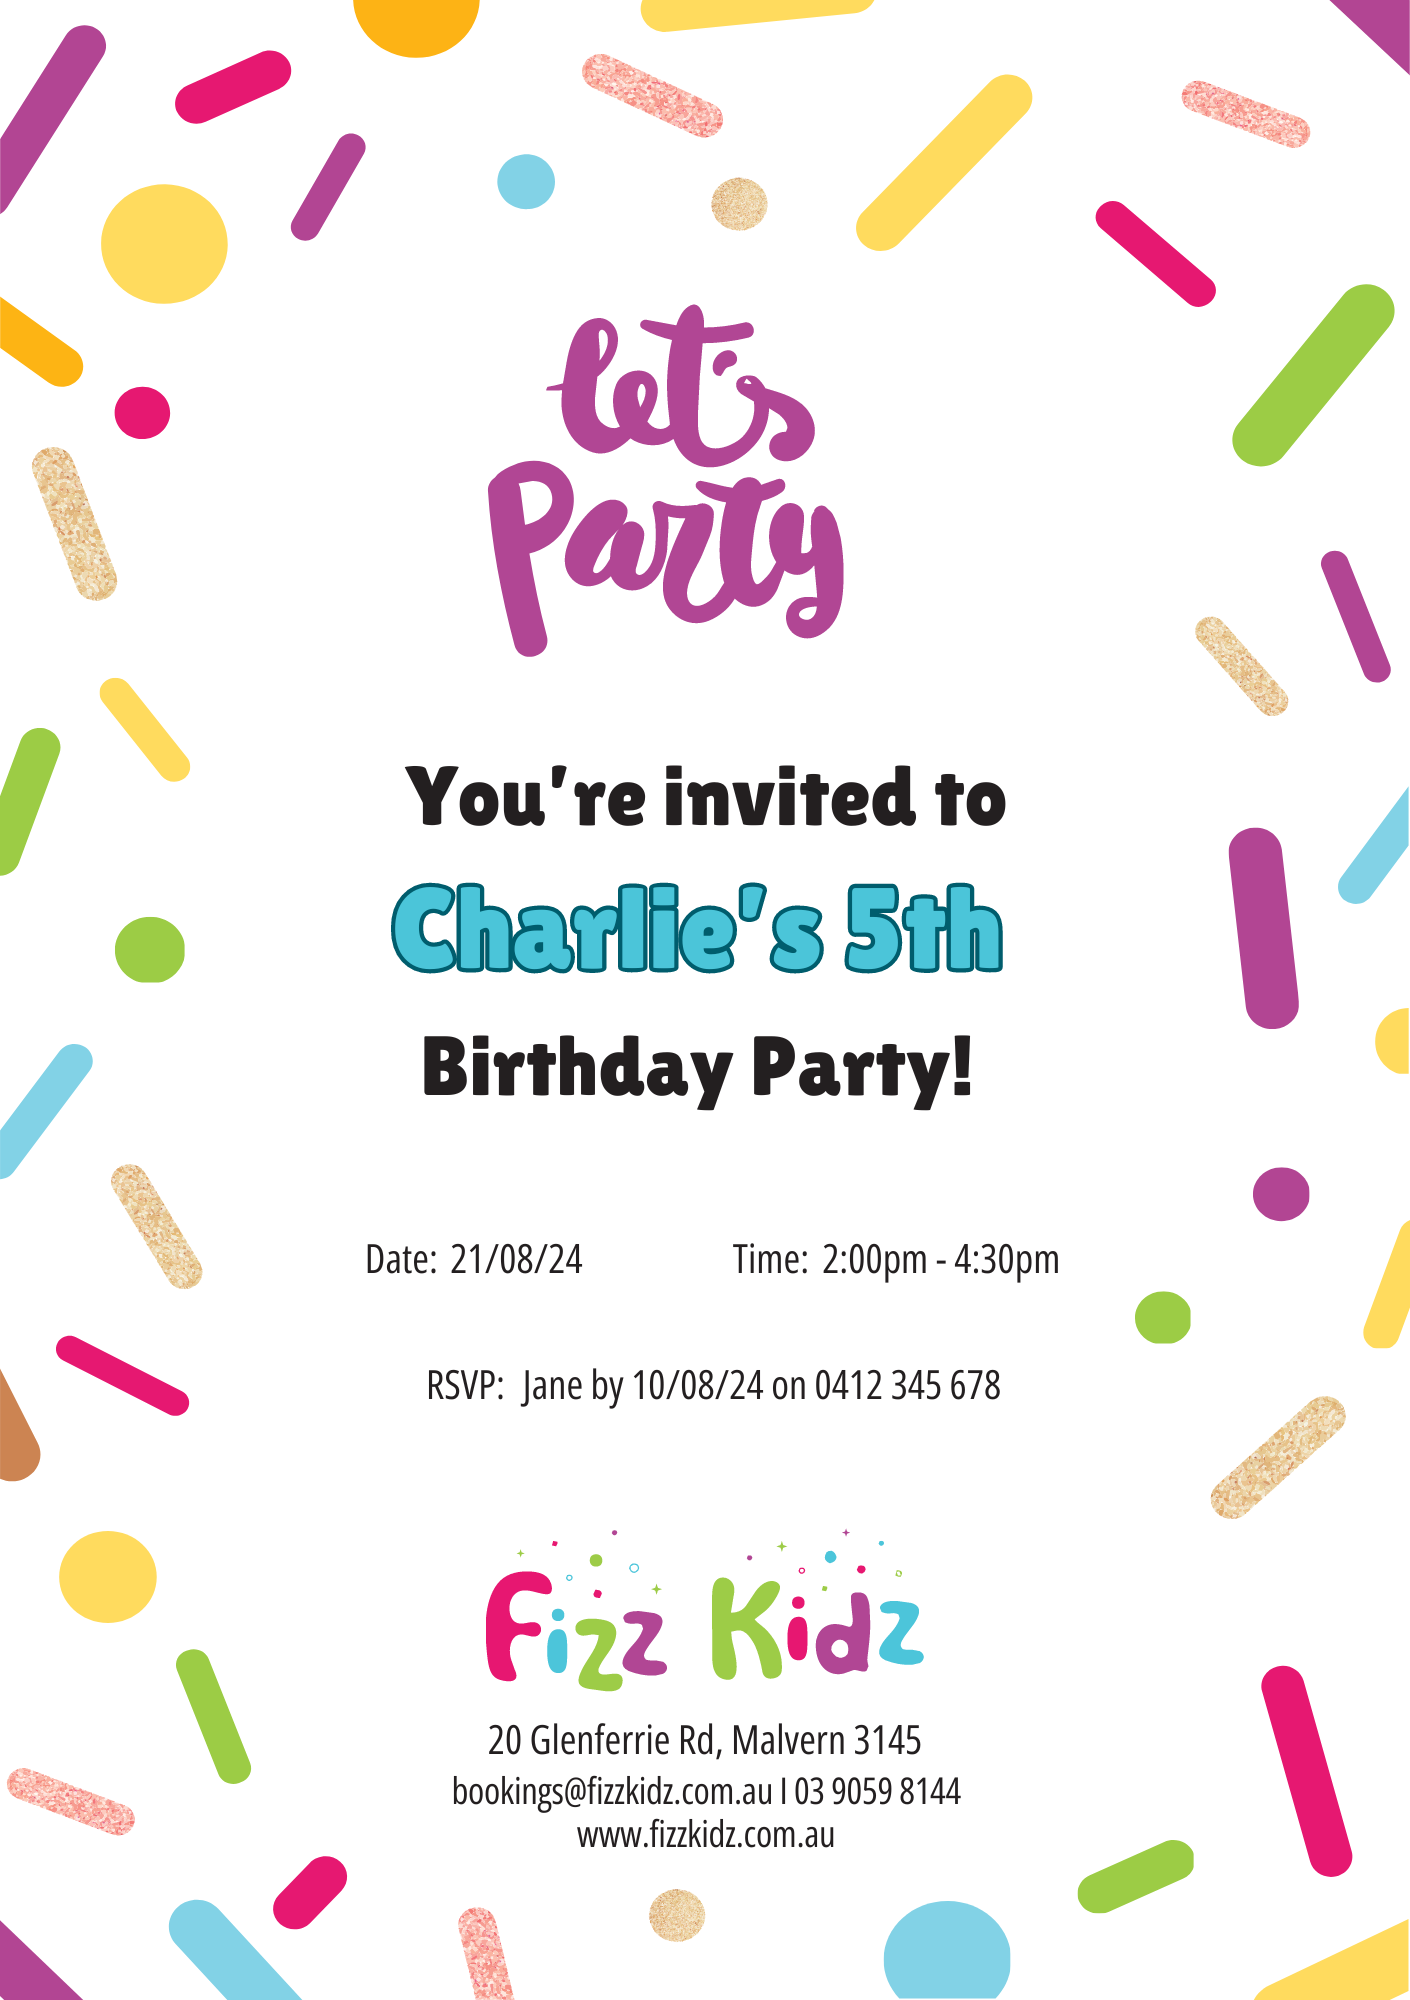 let's
Party
You're invited to
Charlie's 5th
Birthday Party!
Date: 21/08/24 Time: 2:00pm - 4:30pm
RSVP: Jane by 10/08/24 on 0412 345 678
Fizz Kidz
20 Glenferrie Rd, Malvern 3145
bookings@fizzkidz.com.au I 03 9059 8144
www.fizzkidz.com.au